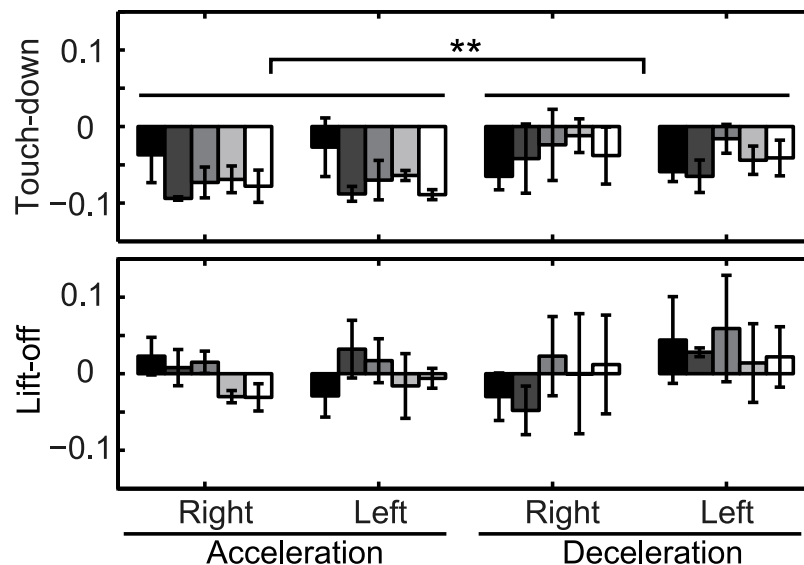 **
Touch-down
0.1
0
−0.1
Lift-off
0.1
0
−0.1
Right Left Right Left
Acceleration Deceleration